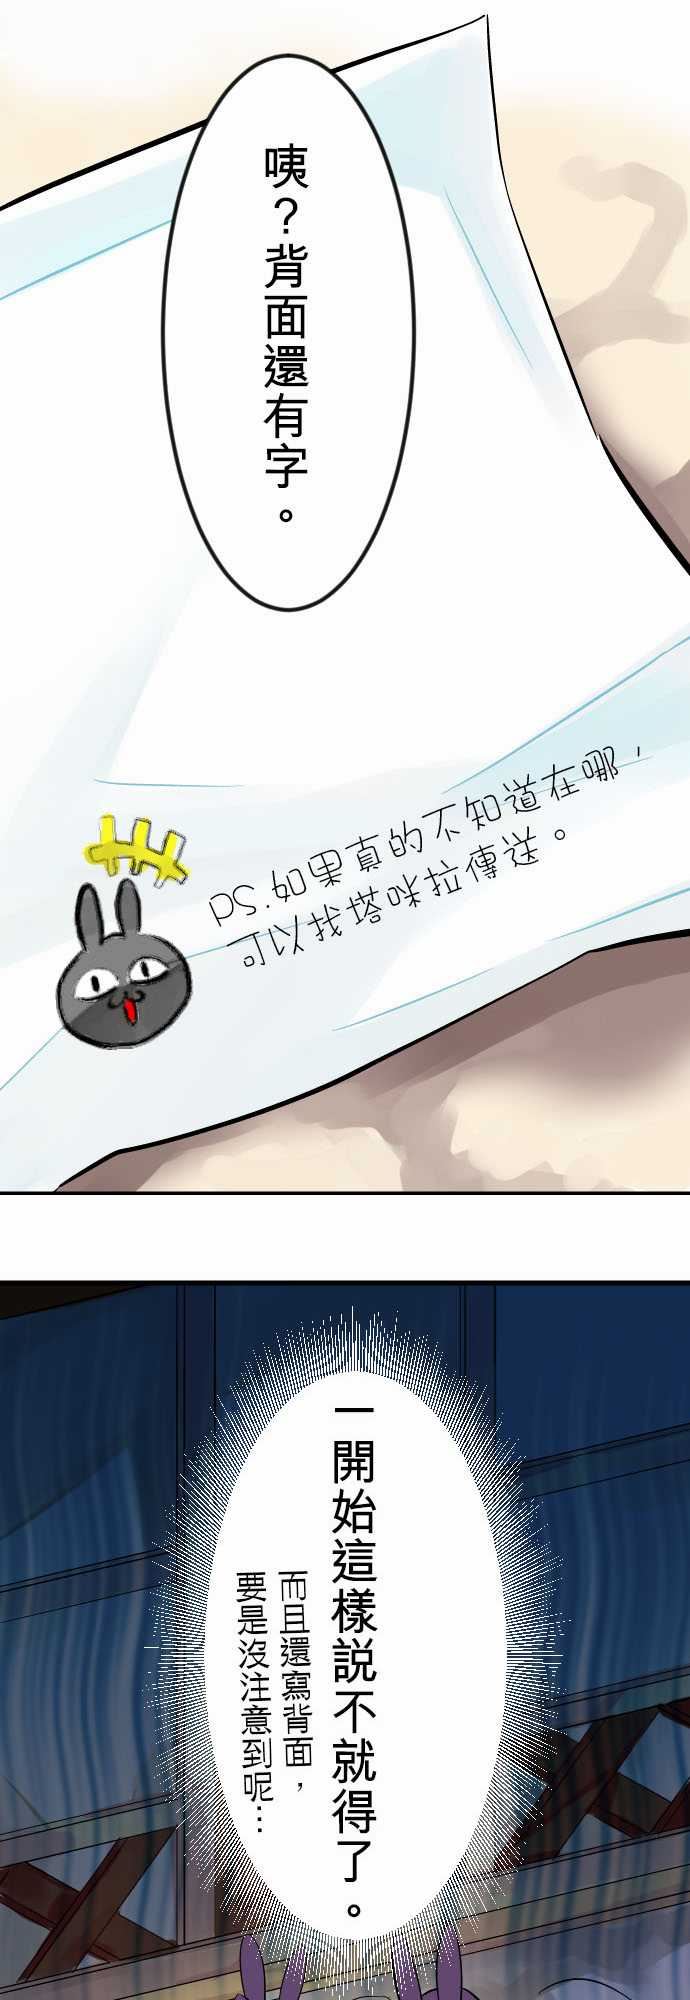 咦？背面還有字。
PS.如果真的不知道在哪，
可以找塔咪拉傳送。
一開始這樣說不就得了。
而且還寫背面，
要是沒注意到呢…